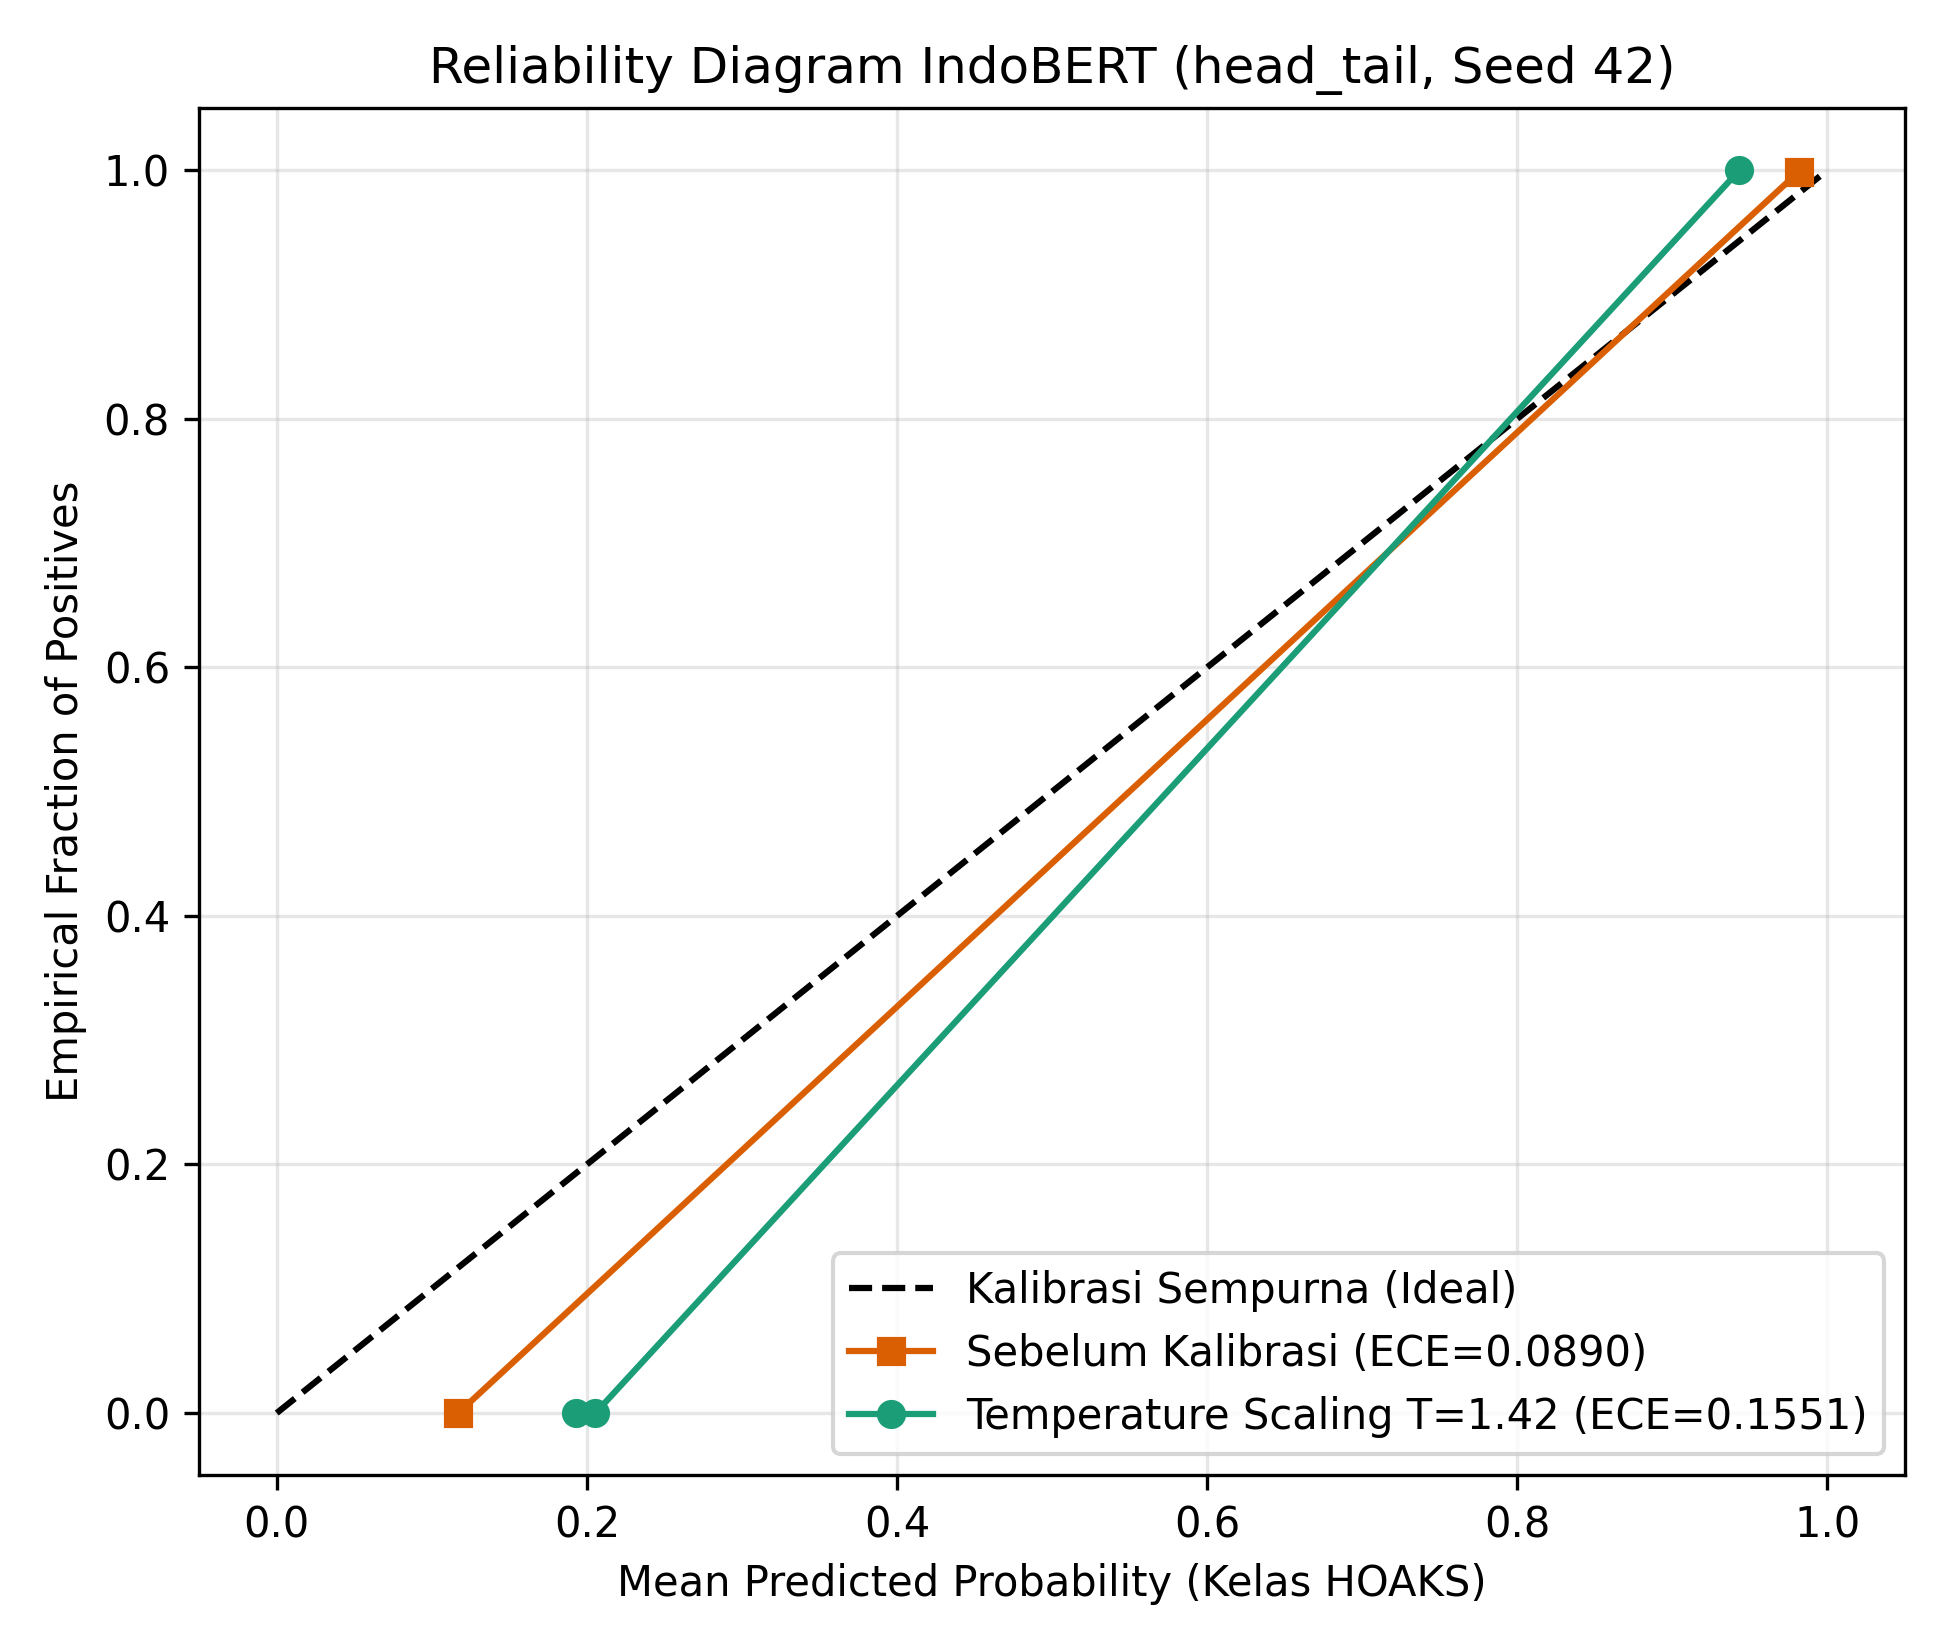 Reliability Diagram IndoBERT (head_tail, Seed 42)
Empirical Fraction of Positives
1.0
0.8
0.6
0.4
0.2
0.0
Kalibrasi Sempurna (Ideal)
Sebelum Kalibrasi (ECE=0.0890)
Temperature Scaling T=1.42 (ECE=0.1551)
0.0 0.2 0.4 0.6 0.8 1.0
Mean Predicted Probability (Kelas HOAKS)